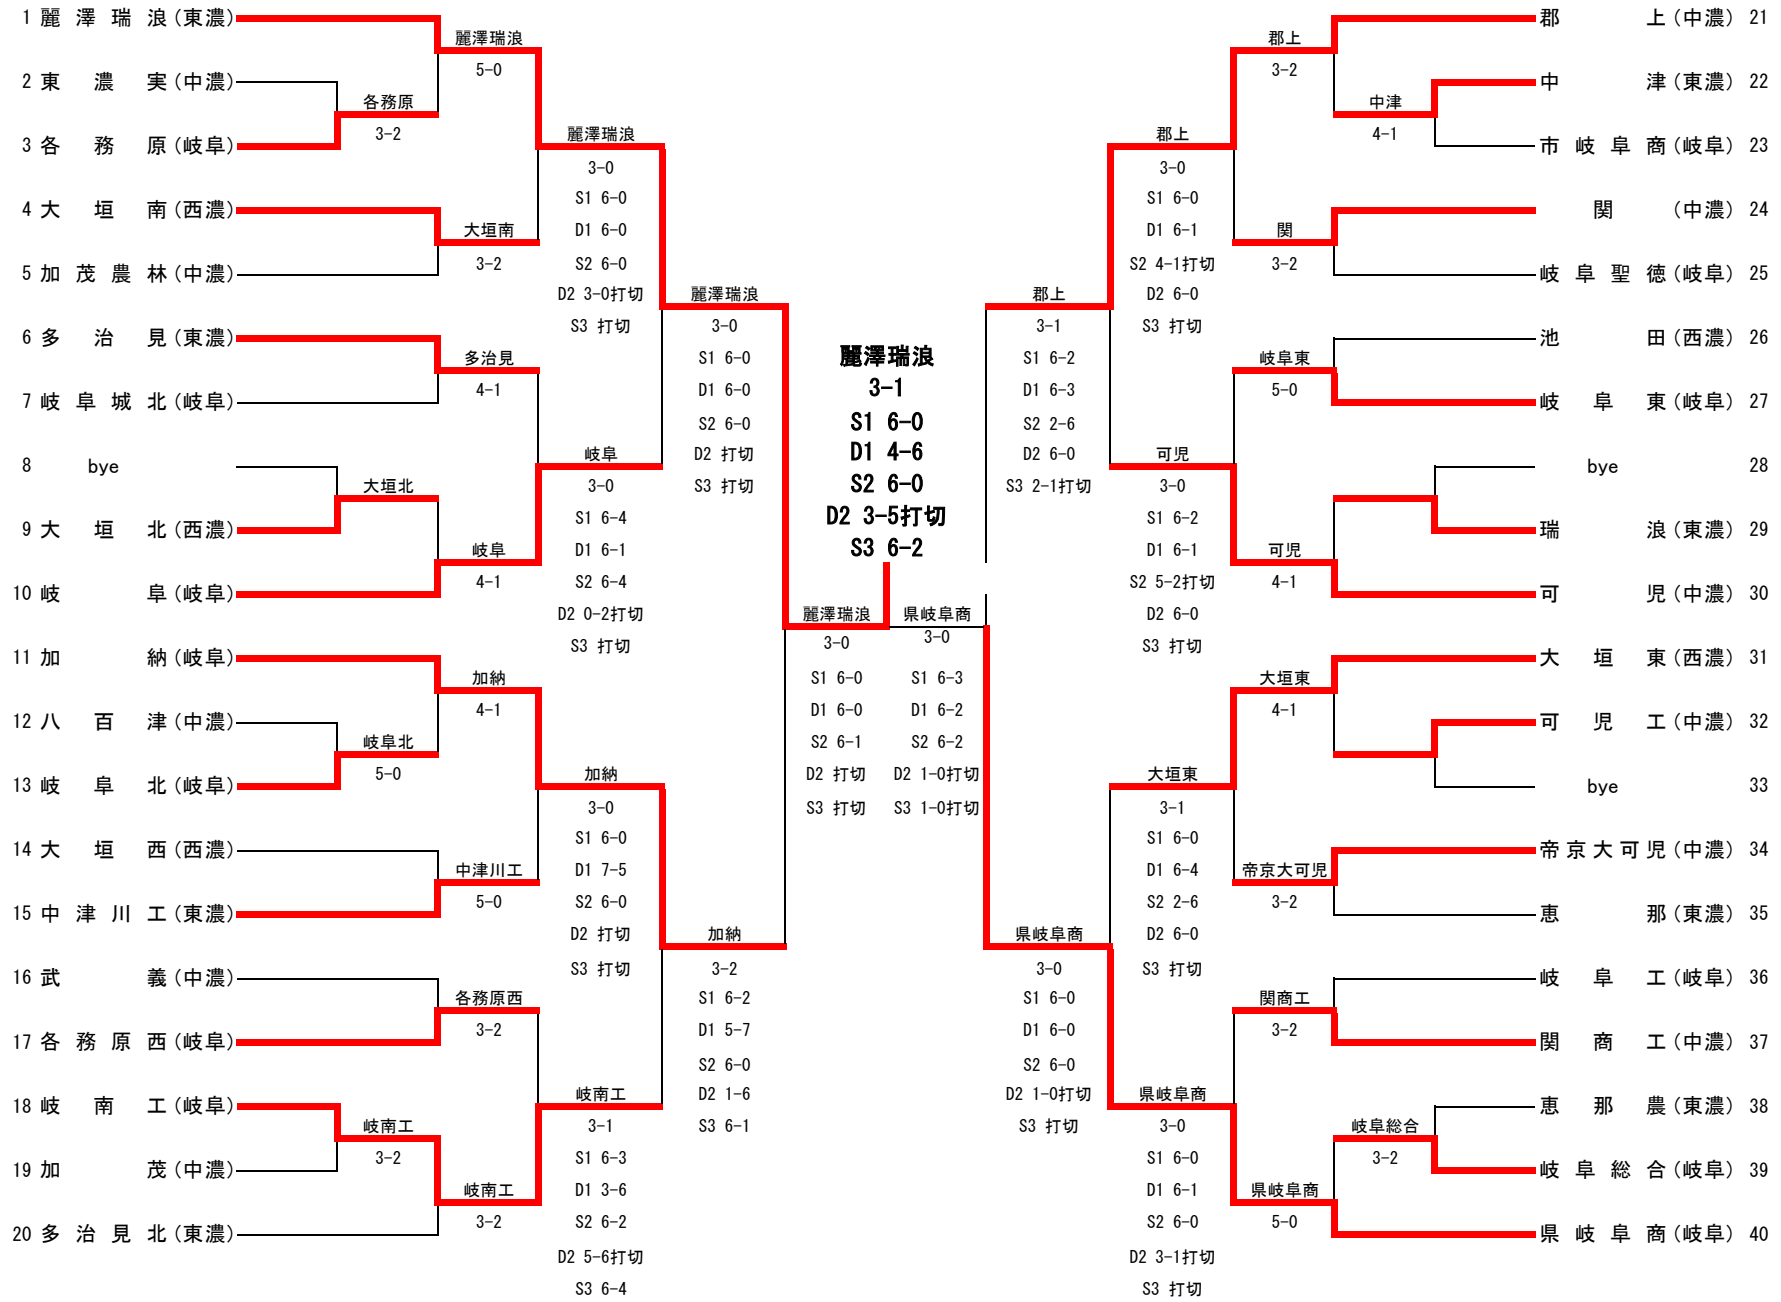 1 麗澤瑞浪(東濃)
2 東濃実(中濃)
3 各務原(岐阜)
4 大垣南(西濃)
5 加茂農林(中濃)
6 多治見(東濃)
7 岐阜城北(岐阜)
8 bye
9 大垣北(西濃)
10 岐阜(岐阜)
11 加納(岐阜)
12 八百津(中濃)
13 岐阜北(岐阜)
14 大垣西(西濃)
15 中津川工(東濃)
16 武義(中濃)
17 各務原西(岐阜)
18 岐南工(岐阜)
19 加茂(中濃)
20 多治見北(東濃)
各務原
3-2
大垣北
岐阜北
5-0
岐南工
3-2
麗澤瑞浪
5-0
大垣南
3-2
多治見
4-1
岐阜
4-1
加納
4-1
中津川工
5-0
各務原西
3-2
岐南工
3-2
麗澤瑞浪
3-0
S1 6-0
D1 6-0
S2 6-0
D2 3-0打切
S3 打切
岐阜
3-0
S1 6-4
D1 6-1
S2 6-4
D2 0-2打切
S3 打切
加納
3-0
S1 6-0
D1 7-5
S2 6-0
D2 打切
S3 打切
岐南工
3-1
S1 6-3
D1 3-6
S2 6-2
D2 5-6打切
S3 6-4
麗澤瑞浪
3-0
S1 6-0
D1 6-0
S2 6-0
D2 打切
S3 打切
加納
3-2
S1 6-2
D1 5-7
S2 6-0
D2 1-6
S3 6-1
麗澤瑞浪
3-0
S1 6-0
D1 6-0
S2 6-1
D2 打切
S3 打切
麗澤瑞浪
3-1
S1 6-0
D1 4-6
S2 6-0
D2 3-5打切
S3 6-2
県岐阜商
3-0
S1 6-3
D1 6-2
S2 6-2
D2 1-0打切
S3 1-0打切
郡上
3-1
S1 6-2
D1 6-3
S2 2-6
D2 6-0
S3 2-1打切
県岐阜商
3-0
S1 6-0
D1 6-0
S2 6-0
D2 1-0打切
S3 打切
郡上
3-0
S1 6-0
D1 6-1
S2 4-1打切
D2 6-0
S3 打切
可児
3-0
S1 6-2
D1 6-1
S2 5-2打切
D2 6-0
S3 打切
大垣東
3-1
S1 6-0
D1 6-4
S2 2-6
D2 6-0
S3 打切
県岐阜商
3-0
S1 6-0
D1 6-1
S2 6-0
D2 3-1打切
S3 打切
郡上
3-2
関
3-2
岐阜東
5-0
可児
4-1
大垣東
4-1
帝京大可児
3-2
関商工
3-2
県岐阜商
5-0
中津
4-1
岐阜総合
3-2
郡上(中濃) 21
中津(東濃) 22
市岐阜商(岐阜) 23
関(中濃) 24
岐阜聖徳(岐阜) 25
池田(西濃) 26
岐阜東(岐阜) 27
bye 28
瑞浪(東濃) 29
可児(中濃) 30
大垣東(西濃) 31
可児工(中濃) 32
bye 33
帝京大可児(中濃) 34
恵那(東濃) 35
岐阜工(岐阜) 36
関商工(中濃) 37
恵那農(東濃) 38
岐阜総合(岐阜) 39
県岐阜商(岐阜) 40